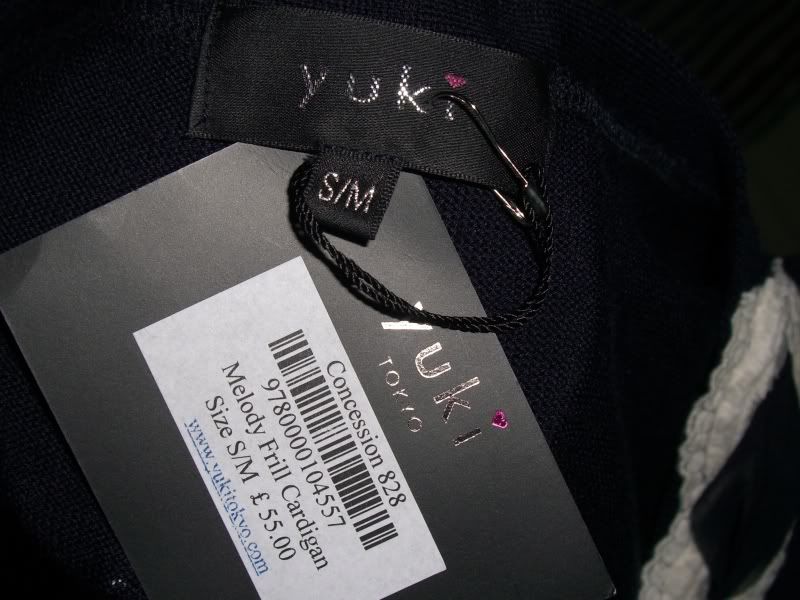 yuki
S/M
Yuki
TOKYO
Concession 828
9780000104557
Melody Frill Cardigan
Size S/M £ 55.00
www.yukitokyo.com